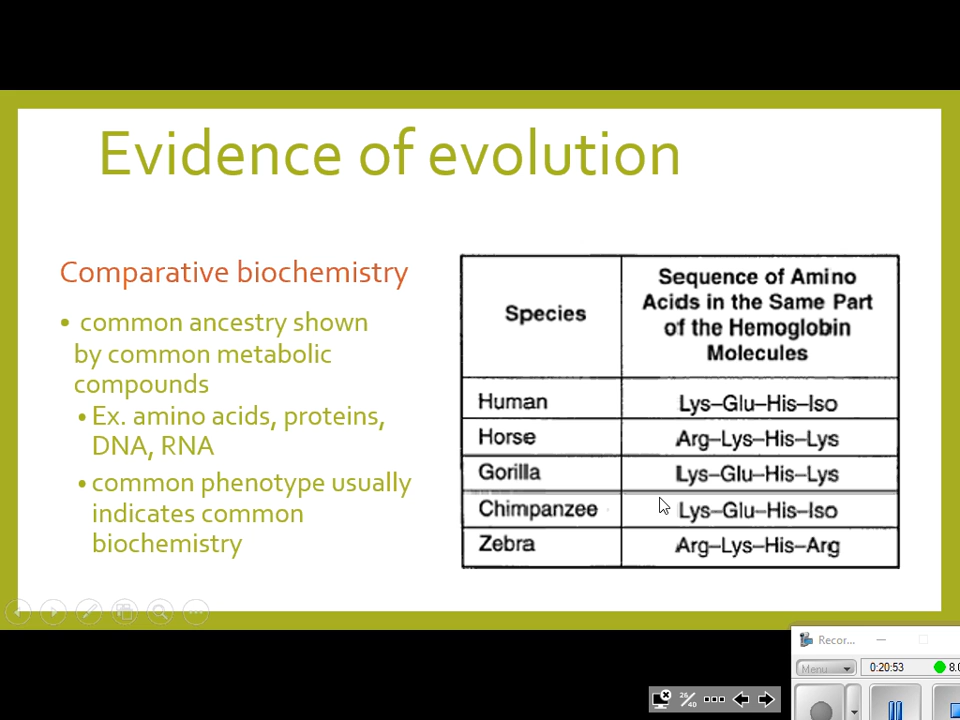 Evidence of evolution
Comparative biochemistry
• common ancestry shown
by common metabolic
compounds
• Ex. amino acids, proteins,
DNA, RNA
• common phenotype usually
indicates common
biochemistry
Species
Sequence of Amino
Acids in the Same Part
of the Hemoglobin
Molecules
Human Lys–Glu–His–Iso
Horse Arg–Lys–His–Lys
Gorilla Lys–Glu–His–Lys
Chimpanzee Lys–Glu–His–Iso
Zebra Arg–Lys–His–Arg
Recor...
Menu 0:20:53 8.0
26/40